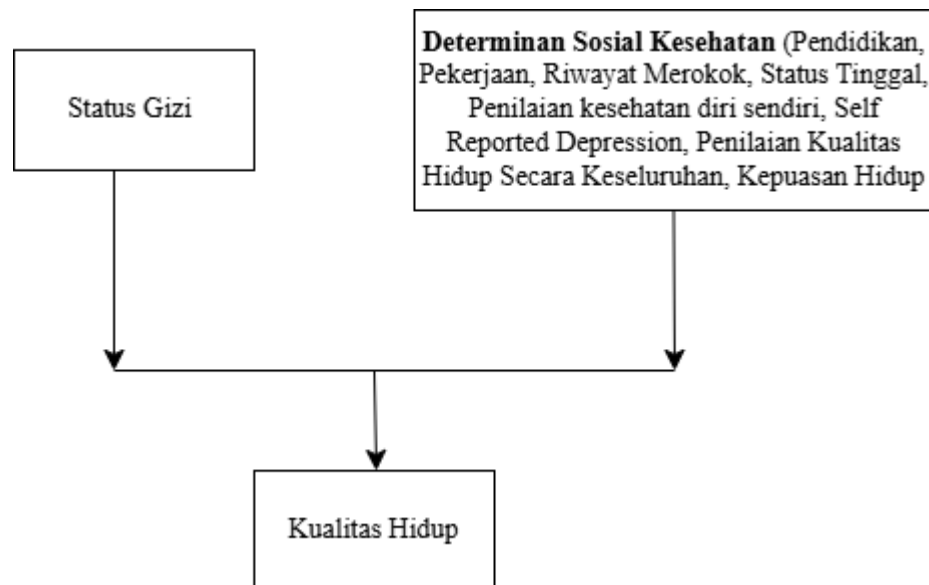 Status Gizi
Determinan Sosial Kesehatan (Pendidikan,
Pekerjaan, Riwayat Merokok, Status Tinggal,
Penilaian kesehatan diri sendiri, Self
Reported Depression, Penilaian Kualitas
Hidup Secara Keseluruhan, Kepuasan Hidup
Kualitas Hidup